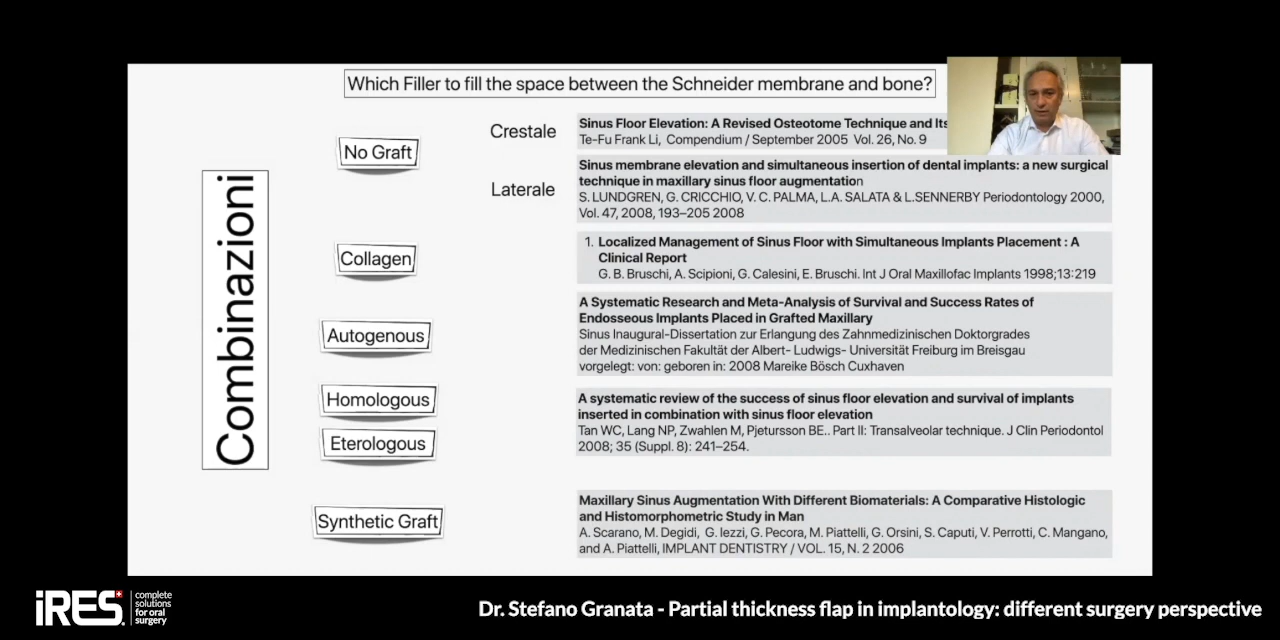 Which Filler to fill the space between the Schneider membrane and bone?
Combinazioni
No Graft
Crestale
Sinus Floor Elevation: A Revised Osteotome Technique and Its
Te-Fu Frank Li, Compendium / September 2005 Vol. 26, No. 9
Laterale
Sinus membrane elevation and simultaneous insertion of dental implants: a new surgical
technique in maxillary sinus floor augmentation
S. LUNDGREN, G. CRICCHIO, V. C. PALMA, L.A. SALATA & L.SENNERBY Periodontology 2000,
Vol. 47, 2008, 193–205 2008
Collagen
1. Localized Management of Sinus Floor with Simultaneous Implants Placement : A
Clinical Report
G. B. Bruschi, A. Scipioni, G. Calesini, E. Bruschi. Int J Oral Maxillofac Implants 1998;13:219
Autogenous
A Systematic Research and Meta-Analysis of Survival and Success Rates of
Endosseous Implants Placed in Grafted Maxillary
Sinus Inaugural-Dissertation zur Erlangung des Zahnmedizinischen Doktorgrades
der Medizinischen Fakultät der Albert- Ludwigs- Universität Freiburg im Breisgau
vorgelegt: von: geboren in: 2008 Mareike Bösch Cuxhaven
Homologous
Eterologous
A systematic review of the success of sinus floor elevation and survival of implants
inserted in combination with sinus floor elevation
Tan WC, Lang NP, Zwahlen M, Pjetursson BE.. Part II: Transalveolar technique. J Clin Periodontol
2008; 35 (Suppl. 8): 241–254.
Synthetic Graft
Maxillary Sinus Augmentation With Different Biomaterials: A Comparative Histologic
and Histomorphometric Study in Man
A. Scarano, M. Degidi, G. Iezzi, G. Pecora, M. Piattelli, G. Orsini, S. Caputi, V. Perrotti, C. Mangano,
and A. Piattelli, IMPLANT DENTISTRY / VOL. 15, N. 2 2006
iRES
complete
solutions
for oral
surgery
Dr. Stefano Granata - Partial thickness flap in implantology: different surgery perspective